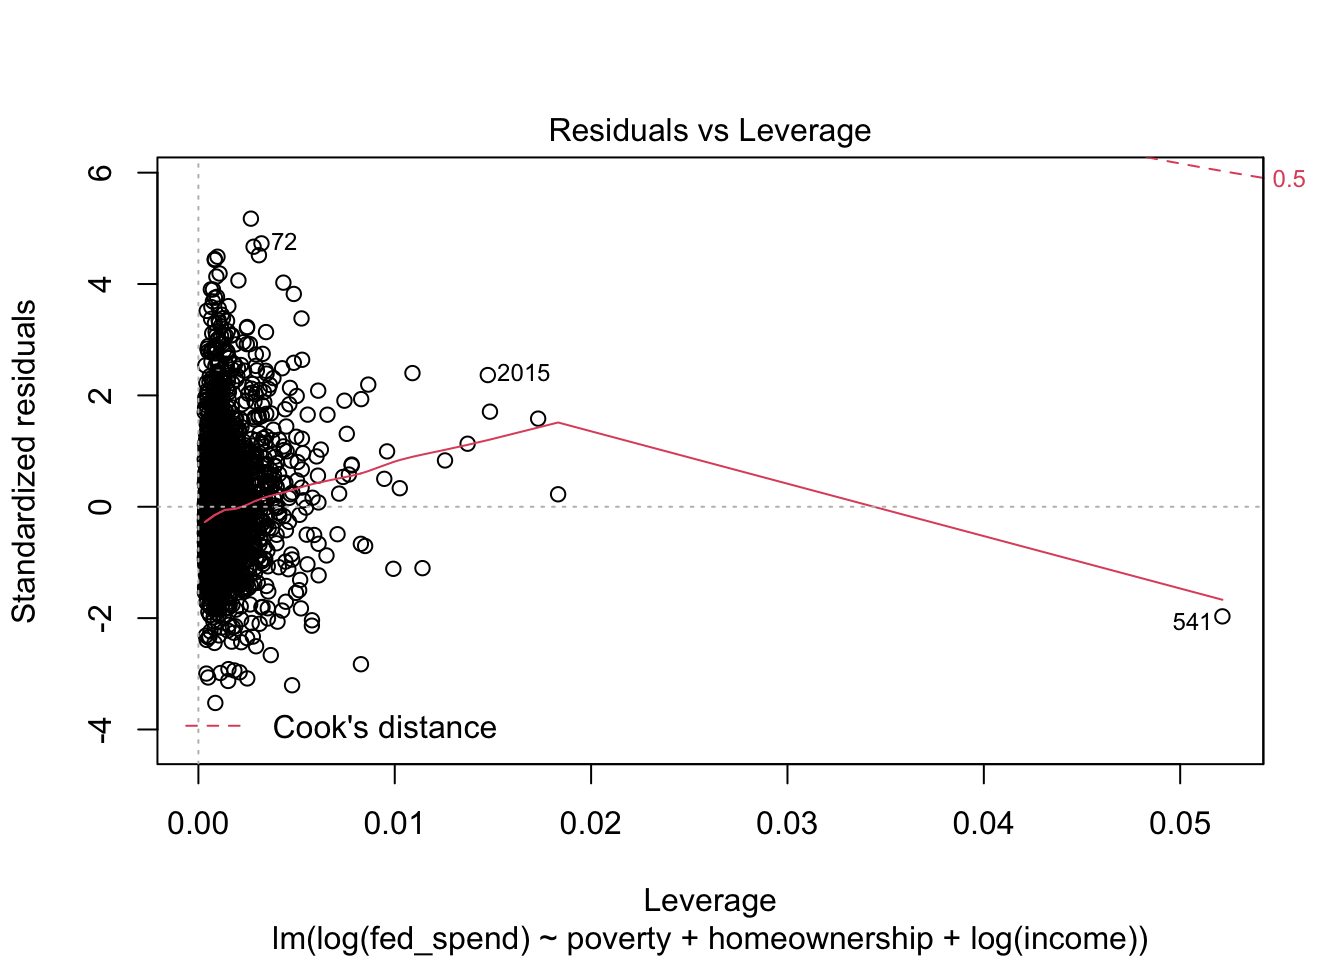 Residuals vs Leverage
6
4
2
0
-2
-4
Standardized residuals
0.5
72
2015
541
Cook's distance
0.00 0.01 0.02 0.03 0.04 0.05
Leverage
lm(log(fed_spend) ~ poverty + homeownership + log(income))